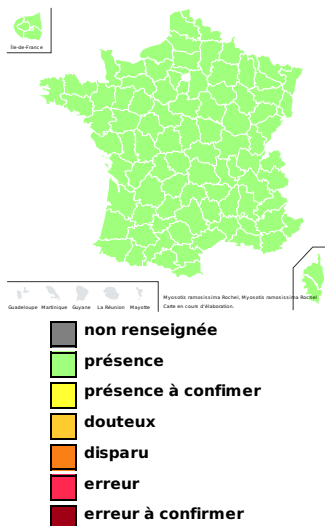 Île-de-France
Guadeloupe Martinique Guyane La Réunion Mayotte
Myosotis ramosissima Rochel, Myosotis ramosissima Rochel
Carte en cours d'élaboration.
non renseignée
présence
présence à confimer
douteux
disparu
erreur
erreur à confirmer